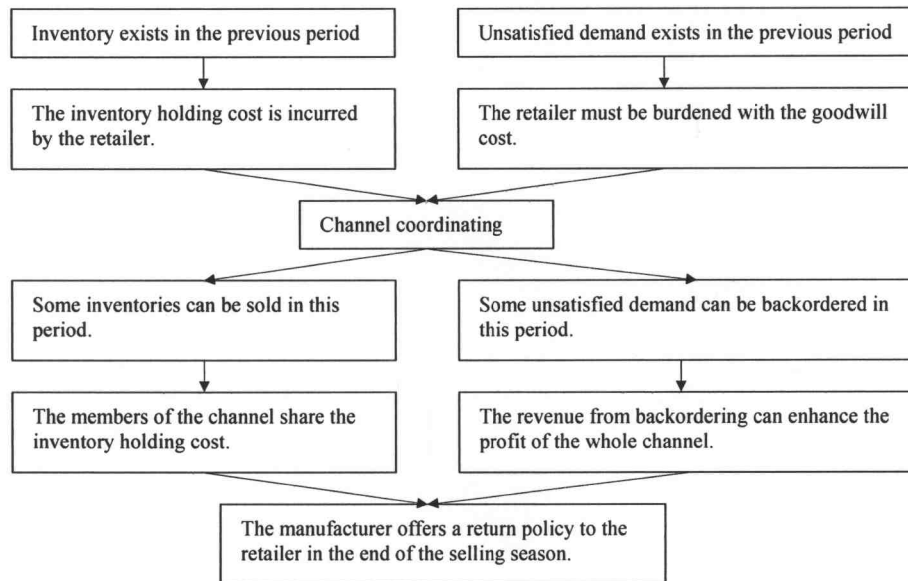 Inventory exists in the previous period
Unsatisfied demand exists in the previous period
The inventory holding cost is incurred
by the retailer.
The retailer must be burdened with the goodwill
cost.
Channel coordinating
Some inventories can be sold in this
period.
Some unsatisfied demand can be backordered in
this period.
The members of the channel share the
inventory holding cost.
The revenue from backordering can enhance the
profit of the whole channel.
The manufacturer offers a return policy to the
retailer in the end of the selling season.